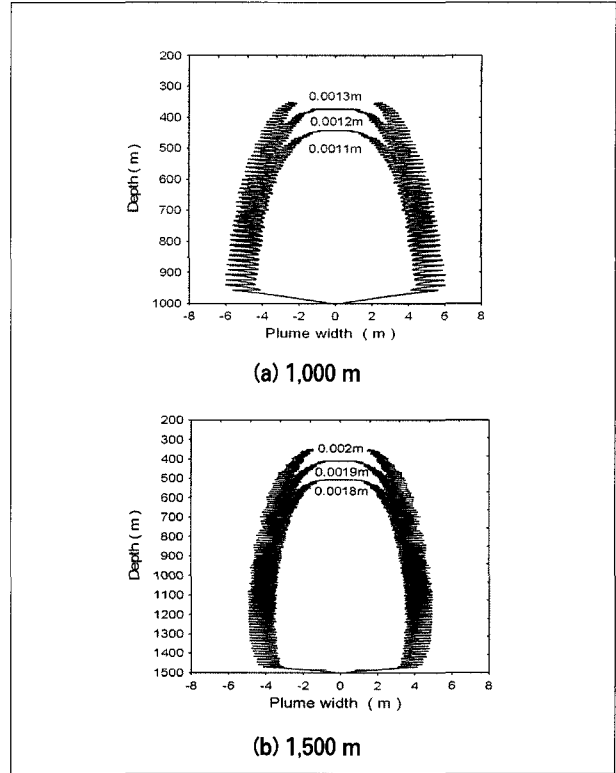 200
300
400
500
600
700
800
900
1000
Depth ( m )
0.0013m
0.0012m
0.0011m
-8 -6 -4 -2 0 2 4 6 8
Plume width ( m )
(a) 1,000 m
200
300
400
500
600
700
800
900
1000
1100
1200
1300
1400
1500
Depth ( m )
0.002m
0.0019m
0.0018m
-8 -6 -4 -2 0 2 4 6 8
Plume width ( m )
(b) 1,500 m